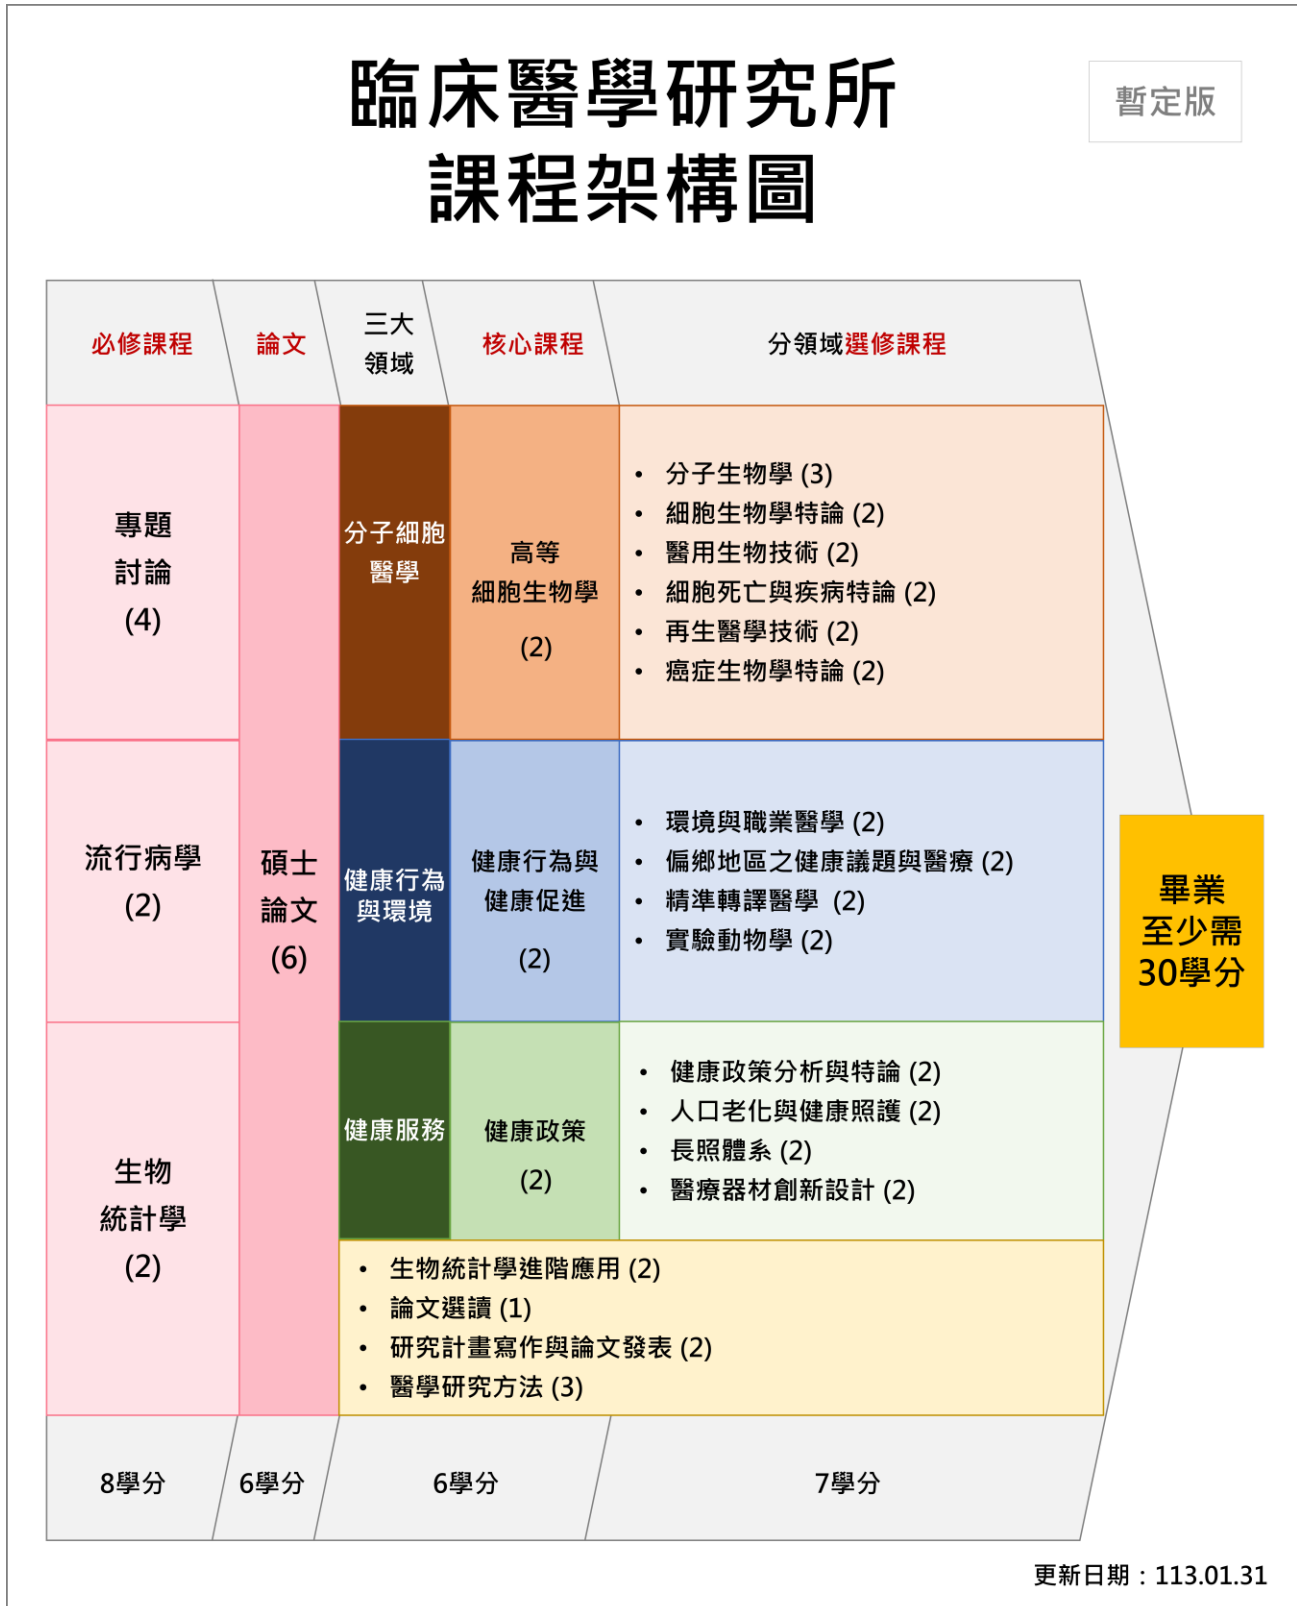 臨床醫學研究所
課程架構圖
暫定版
必修課程
論文
三大
領域
核心課程
分領域選修課程
專題
討論
(4)
流行病學
(2)
生物
統計學
(2)
碩士
論文
(6)
分子細胞
醫學
高等
細胞生物學
(2)
• 分子生物學 (3)
• 細胞生物學特論 (2)
• 醫用生物技術 (2)
• 細胞死亡與疾病特論 (2)
• 再生醫學技術 (2)
• 癌症生物學特論 (2)
健康行為
與環境
健康行為與
健康促進
(2)
• 環境與職業醫學 (2)
• 偏鄉地區之健康議題與醫療 (2)
• 精準轉譯醫學 (2)
• 實驗動物學 (2)
健康服務
健康政策
(2)
• 健康政策分析與特論 (2)
• 人口老化與健康照護 (2)
• 長照體系 (2)
• 醫療器材創新設計 (2)
• 生物統計學進階應用 (2)
• 論文選讀 (1)
• 研究計畫寫作與論文發表 (2)
• 醫學研究方法 (3)
畢業
至少需
30學分
8學分
6學分
6學分
7學分
更新日期：113.01.31